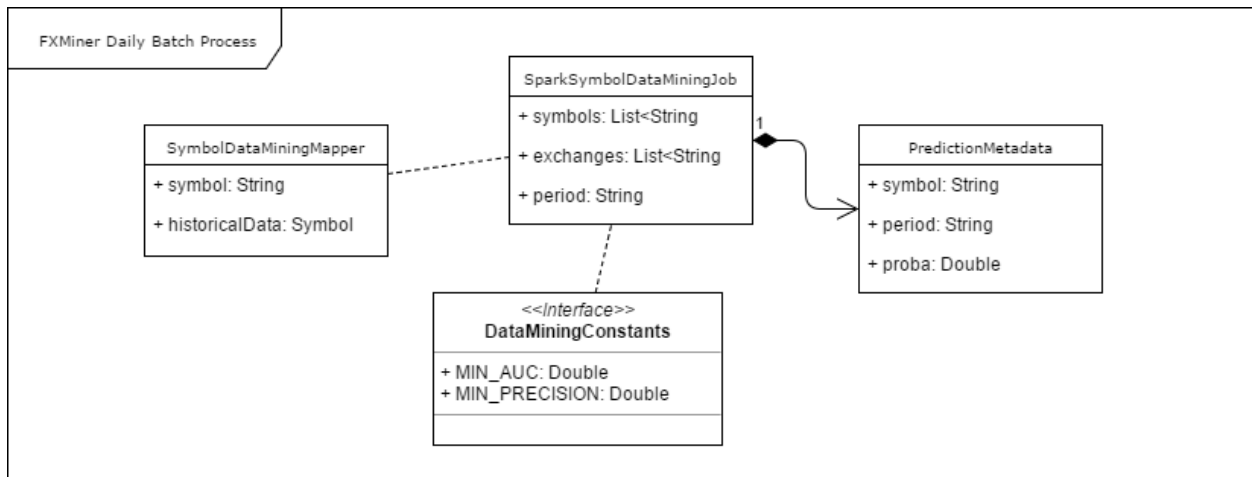 FXMiner Daily Batch Process
SparkSymbolDataMiningJob
+ symbols: List<String
+ exchanges: List<String
+ period: String
1
SymbolDataMiningMapper
+ symbol: String
+ historicalData: Symbol
PredictionMetadata
+ symbol: String
+ period: String
+ proba: Double
<<Interface>>
DataMiningConstants
+ MIN_AUC: Double
+ MIN_PRECISION: Double